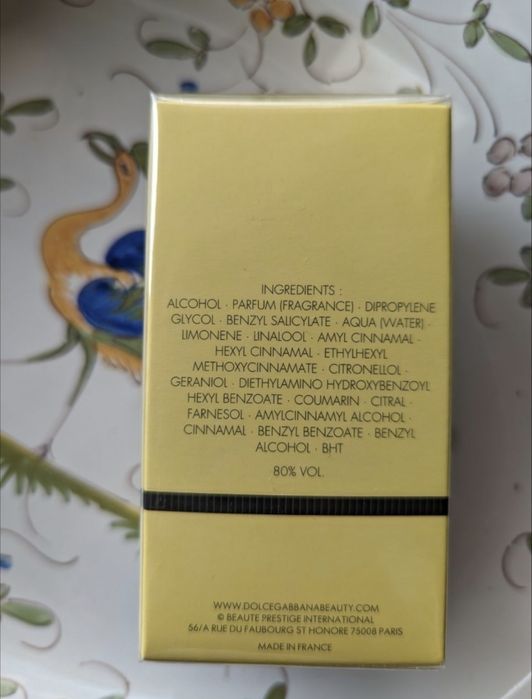 INGREDIENTS :
ALCOHOL · PARFUM (FRAGRANCE) · DIPROPYLENE
GLYCOL · BENZYL SALICYLATE · AQUA (WATER) ·
LIMONENE · LINALOOL · AMYL CINNAMAL ·
HEXYL CINNAMAL · ETHYLHEXYL
METHOXYCINNAMATE · CITRONELLOL ·
GERANIOL · DIETHYLAMINO HYDROXYBENZOYL
HEXYL BENZOATE · COUMARIN · CITRAL ·
FARNESOL · AMYLCINNAMYL ALCOHOL ·
CINNAMAL · BENZYL BENZOATE · BENZYL
ALCOHOL · BHT
80% VOL.
WWW.DOLCEGABBANABEAUTY.COM
© BEAUTE PRESTIGE INTERNATIONAL
56/A RUE DU FAUBOURG ST HONORE 75008 PARIS
MADE IN FRANCE